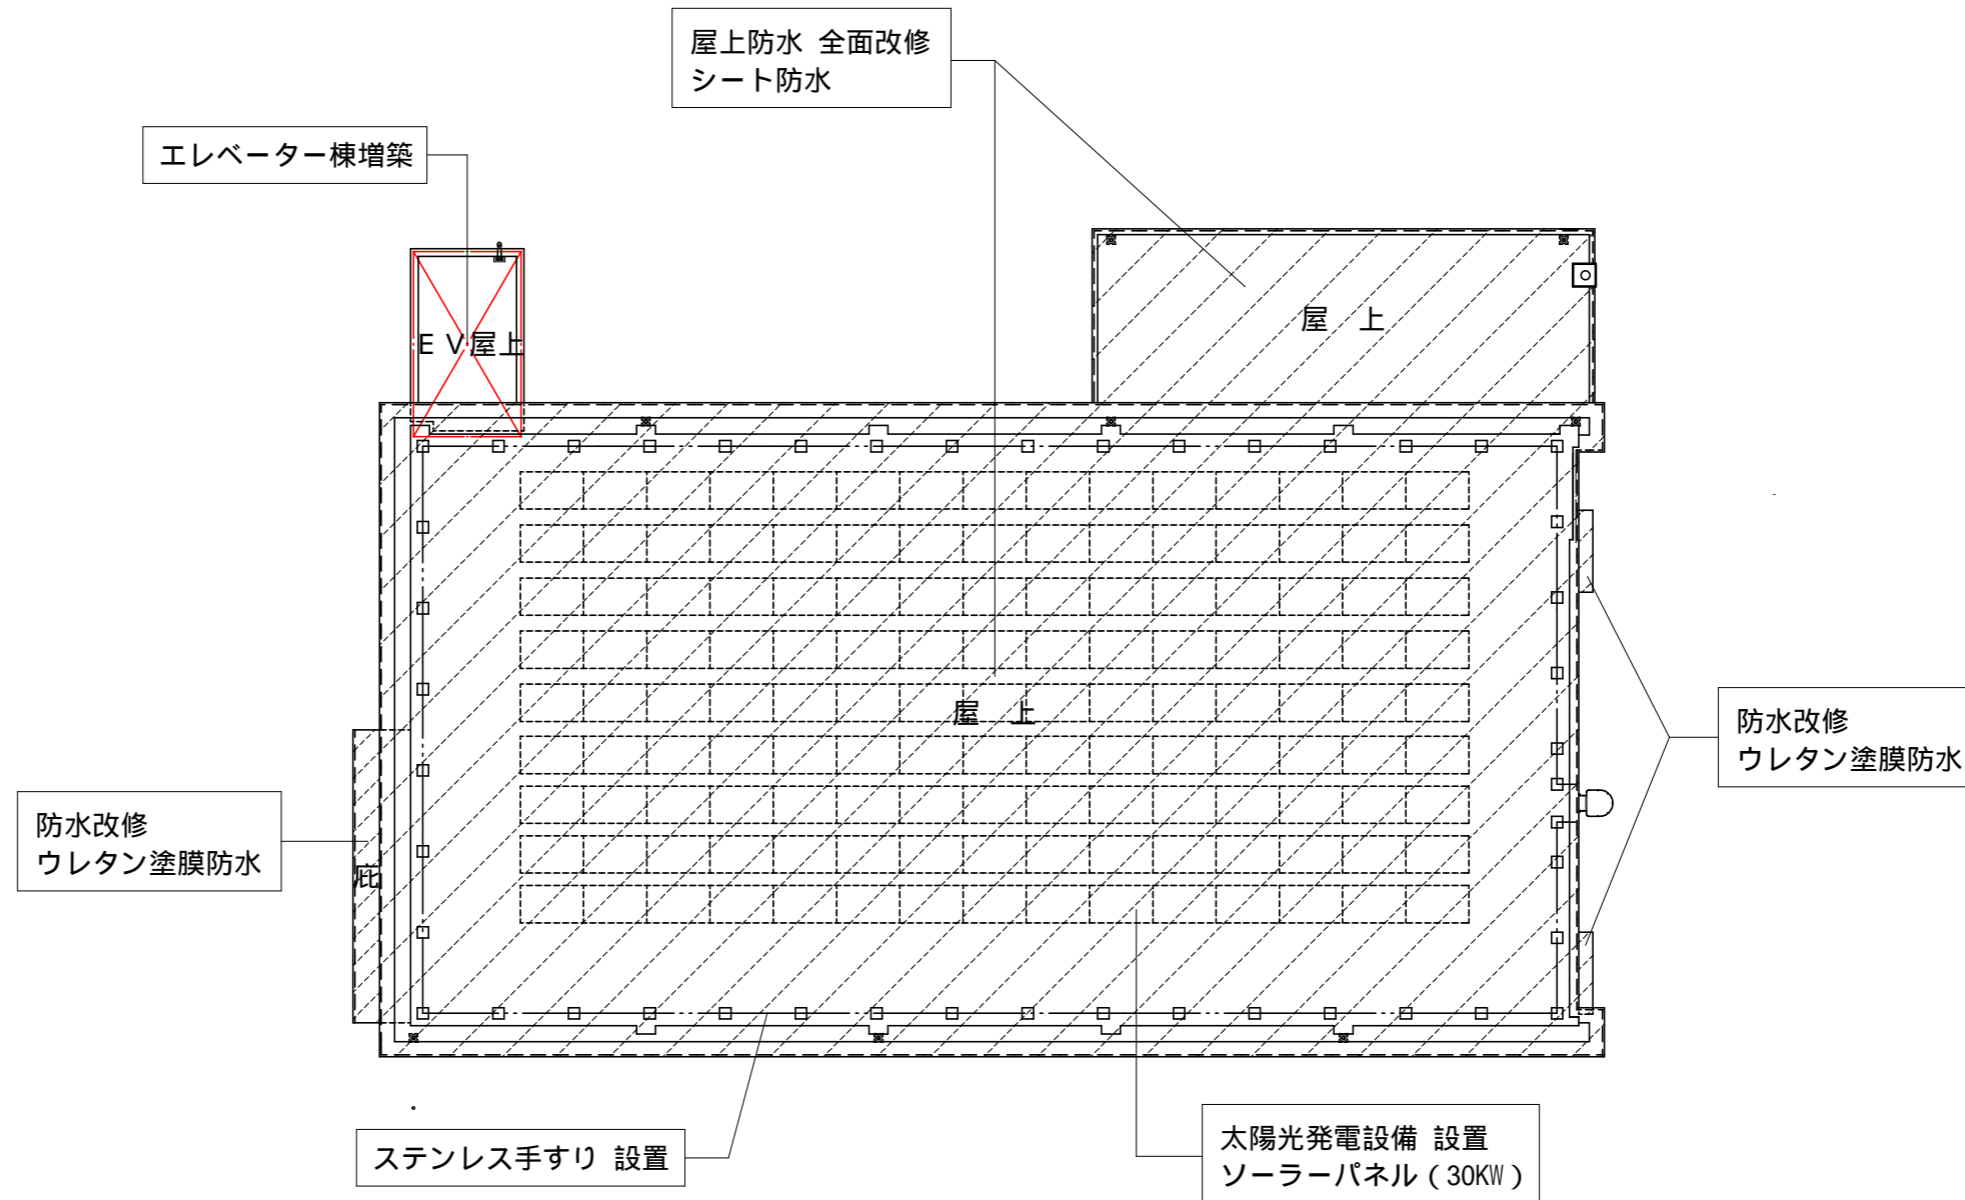 屋上防水 全面改修
シート防水
エレベーター棟増築
ＥＶ屋上
屋　上
屋　上
防水改修
ウレタン塗膜防水
防水改修
ウレタン塗膜防水
庇
ステンレス手すり 設置
太陽光発電設備 設置
ソーラーパネル（30KW）